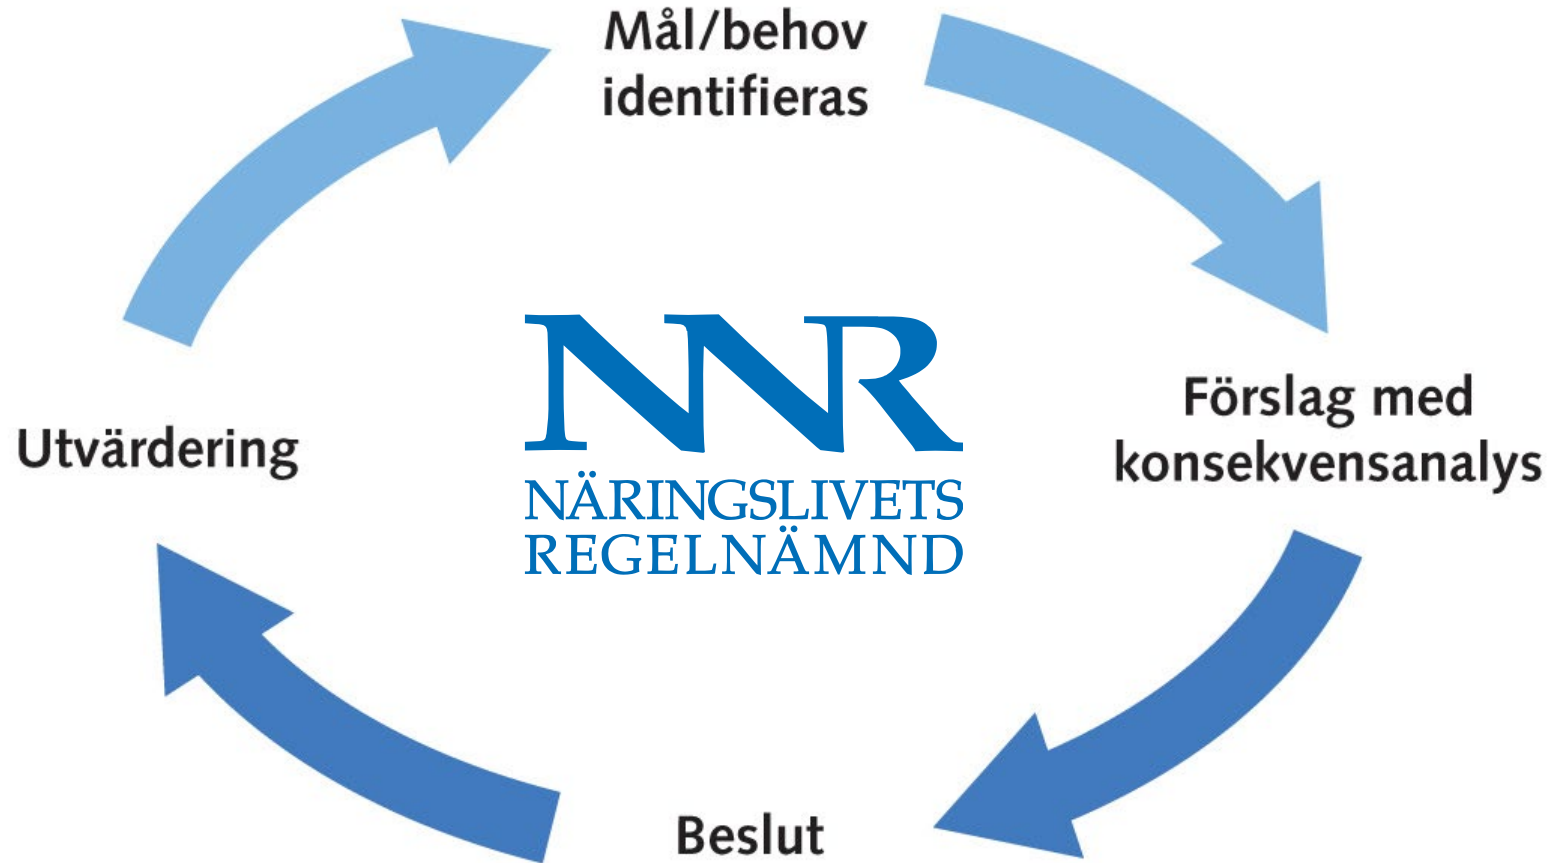 Mål/behov
identifieras
Förslag med
konsekvensanalys
Beslut
Utvärdering
NNR
NÄRINGSLIVETS
REGELNÄMND